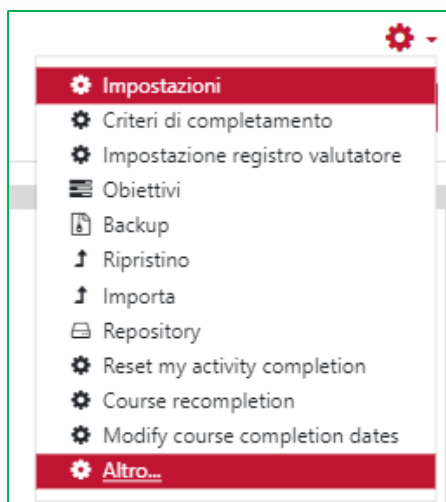 Impostazioni
Criteri di completamento
Impostazione registro valutatore
Obiettivi
Backup
Ripristino
Importa
Repository
Reset my activity completion
Course recompletion
Modify course completion dates
Altro...